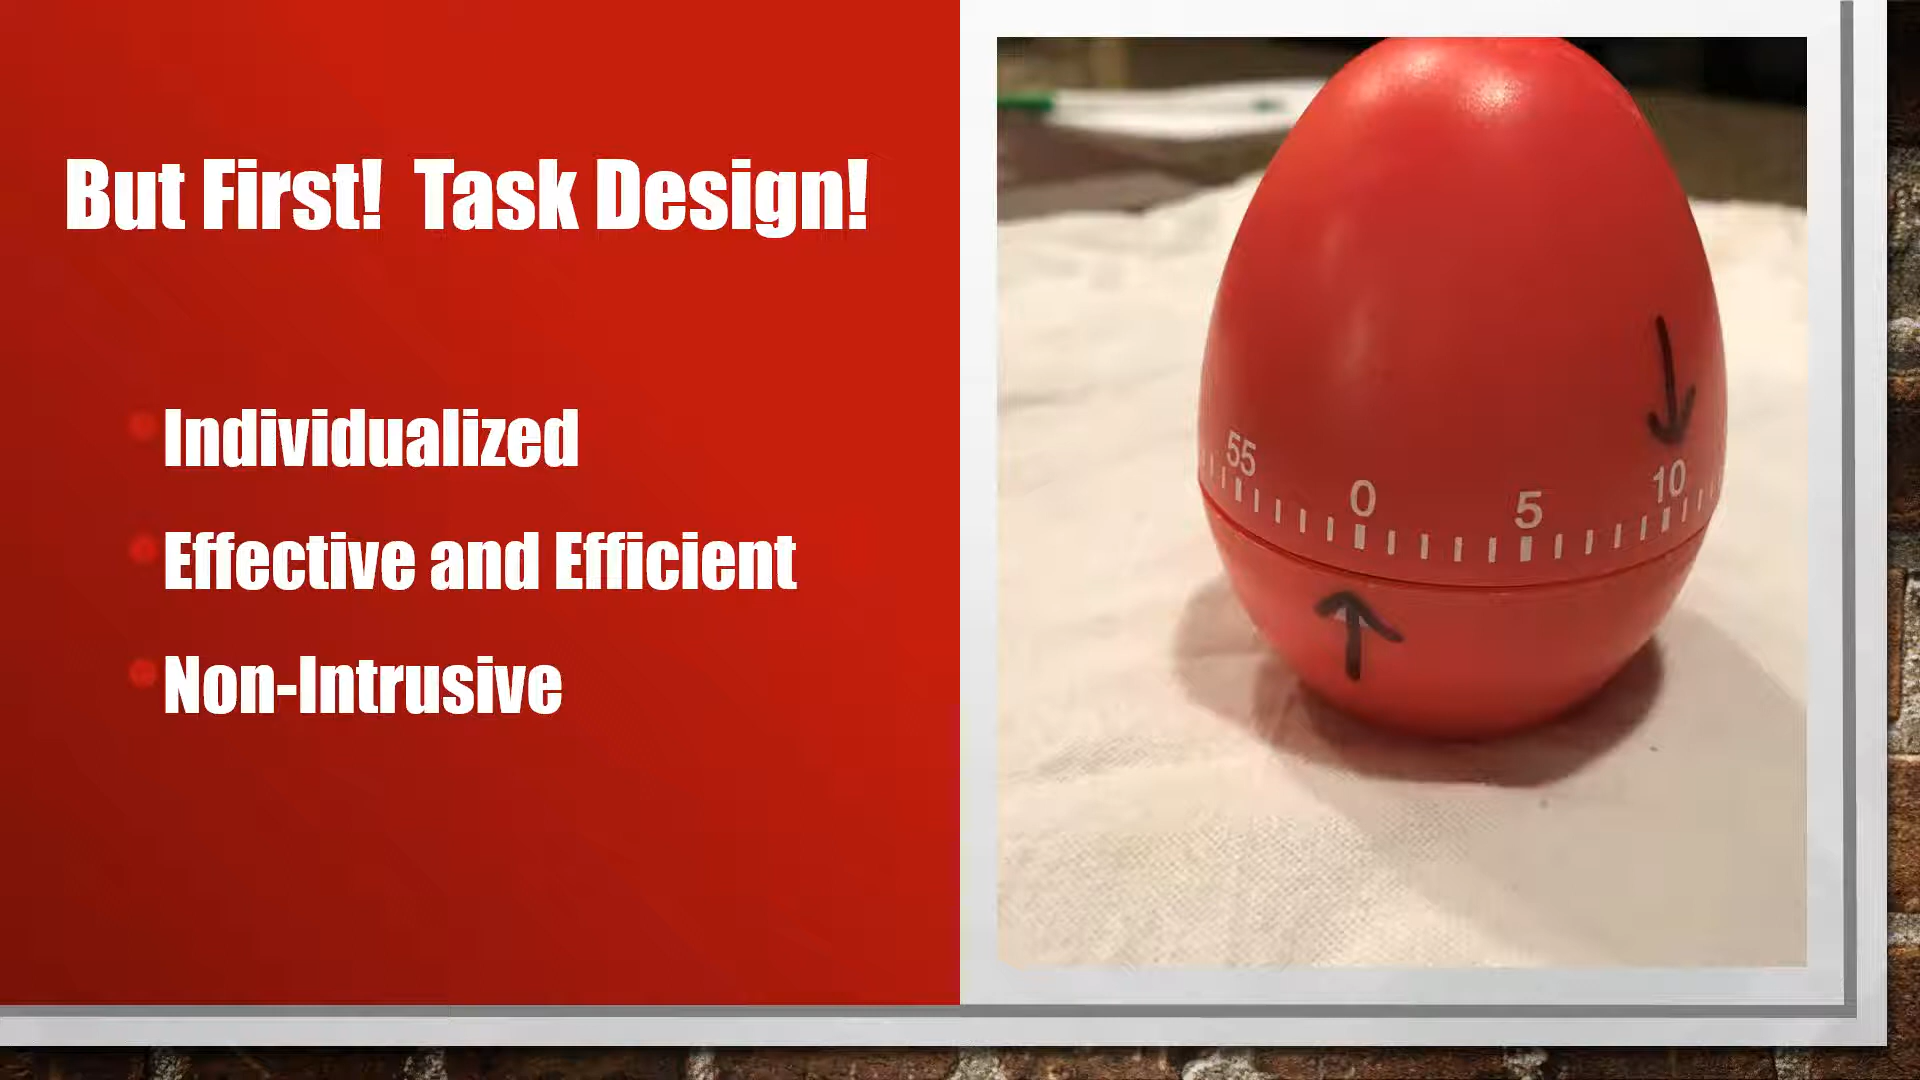 But First!  Task Design!
Individualized
Effective and Efficient
Non-Intrusive
55 0 5 10